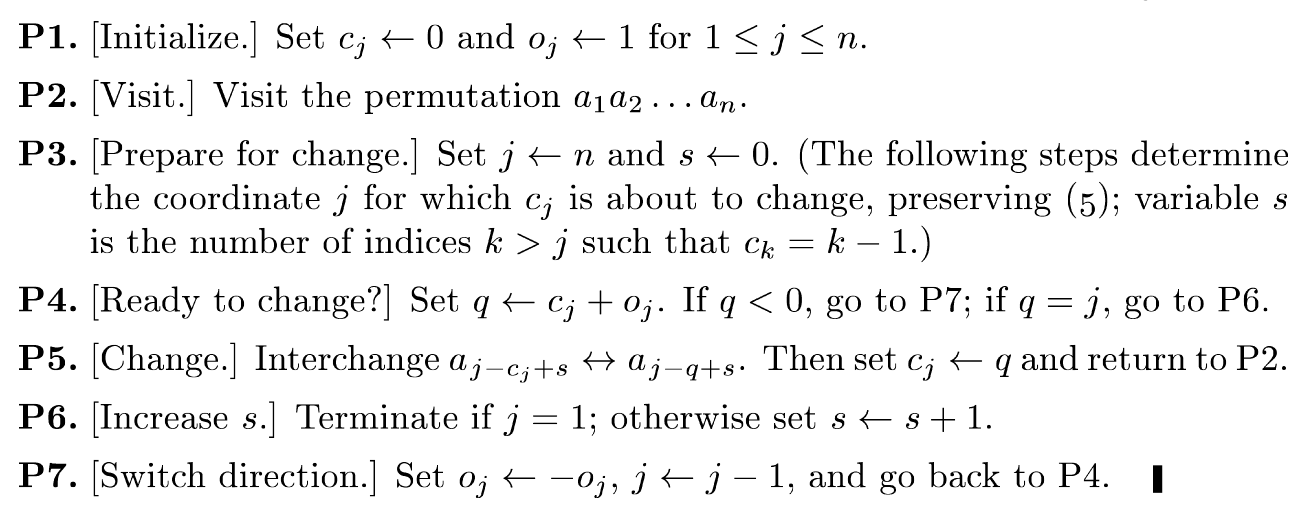 P1. [Initialize.] Set c_j ← 0 and o_j ← 1 for 1 ≤ j ≤ n.
P2. [Visit.] Visit the permutation a_1a_2 . . . a_n.
P3. [Prepare for change.] Set j ← n and s ← 0. (The following steps determine
the coordinate j for which c_j is about to change, preserving (5); variable s
is the number of indices k > j such that c_k = k − 1.)
P4. [Ready to change?] Set q ← c_j + o_j. If q < 0, go to P7; if q = j, go to P6.
P5. [Change.] Interchange a_{j−c_j+s} ↔ a_{j−q+s}. Then set c_j ← q and return to P2.
P6. [Increase s.] Terminate if j = 1; otherwise set s ← s + 1.
P7. [Switch direction.] Set o_j ← −o_j, j ← j − 1, and go back to P4. ▮